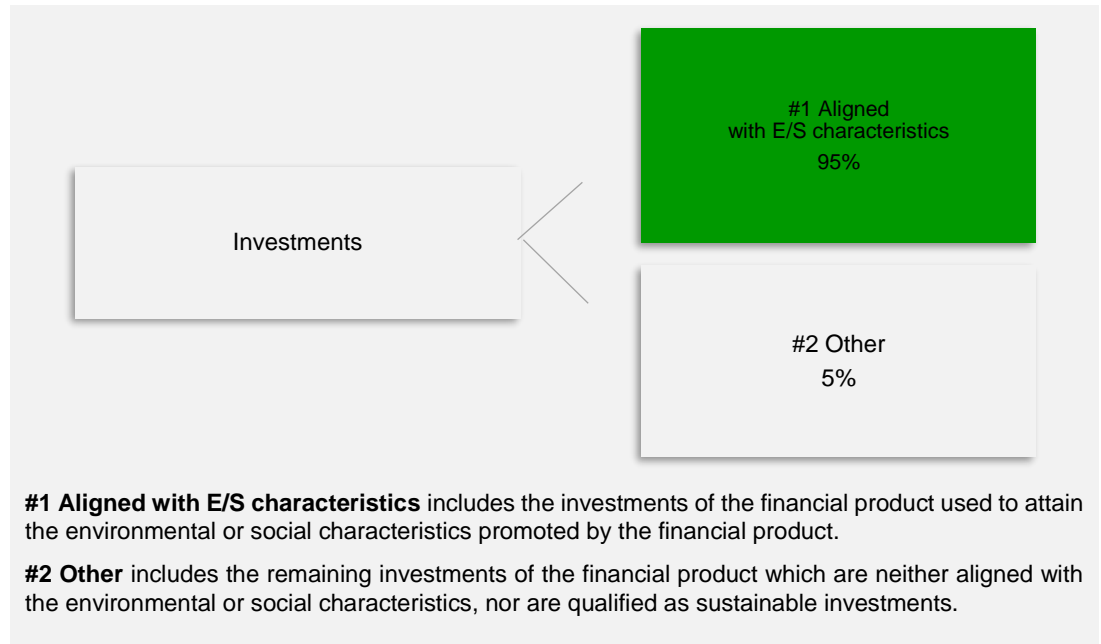 #1 Aligned
with E/S characteristics
95%
Investments
#2 Other
5%
#1 Aligned with E/S characteristics includes the investments of the financial product used to attain
the environmental or social characteristics promoted by the financial product.
#2 Other includes the remaining investments of the financial product which are neither aligned with
the environmental or social characteristics, nor are qualified as sustainable investments.